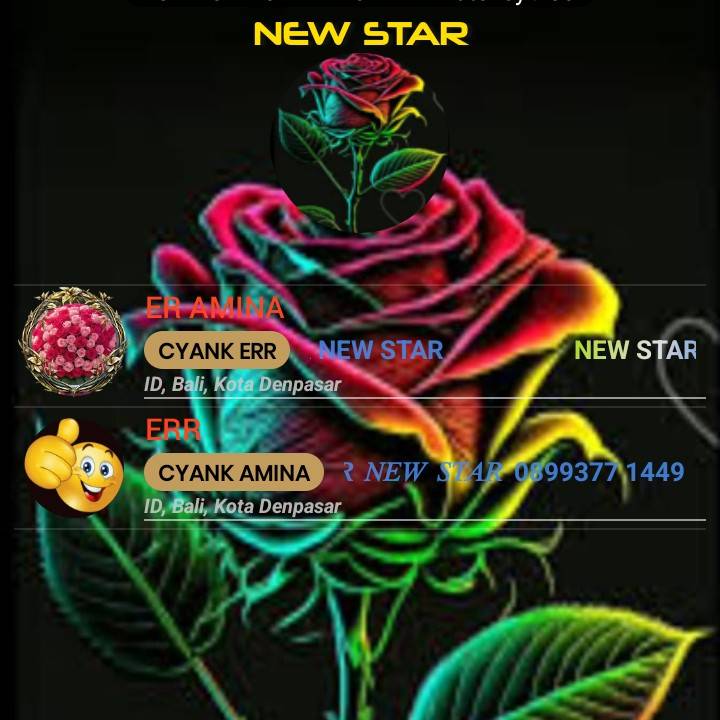 NEW STAR
ER AMINA
CYANK ERR NEW STAR NEW STAR
ID, Bali, Kota Denpasar
ERR
CYANK AMINA R NEW STAR 0899377 1449
ID, Bali, Kota Denpasar